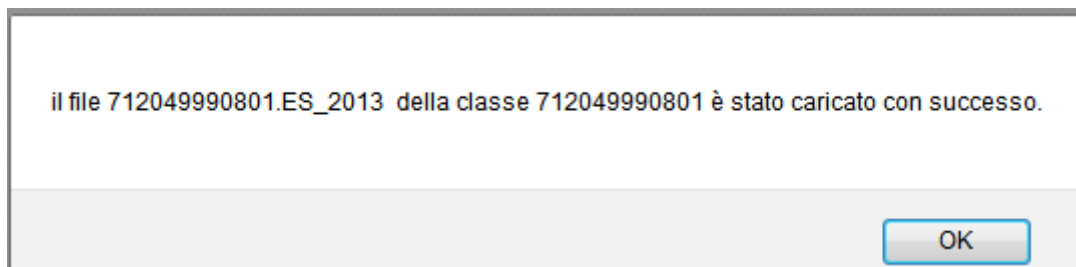 il file 712049990801.ES_2013 della classe 712049990801 è stato caricato con successo.
OK